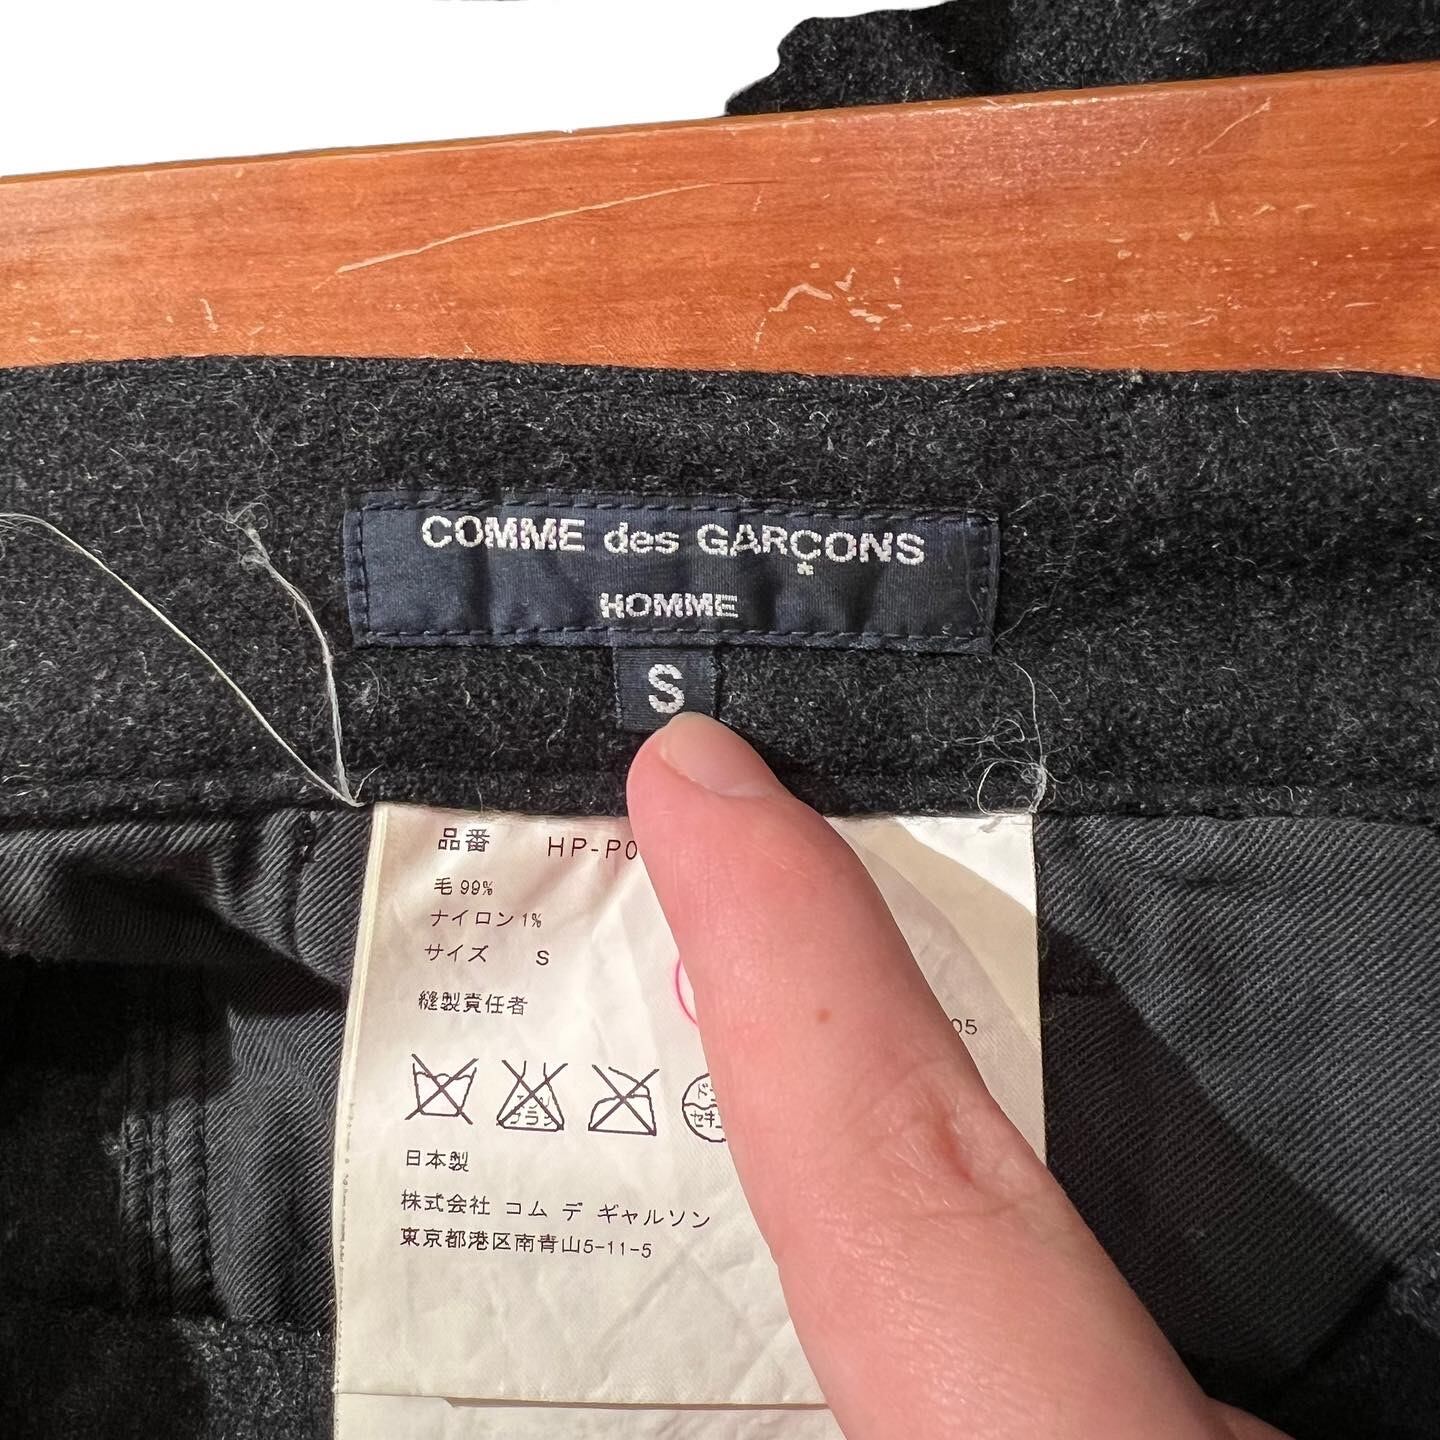 COMME des GARÇONS
HOMME
S
品番 HP-P0
毛 99%
ナイロン 1%
サイズ S
縫製責任者
05
日本製
株式会社 コム デ ギャルソン
東京都港区南青山5-11-5